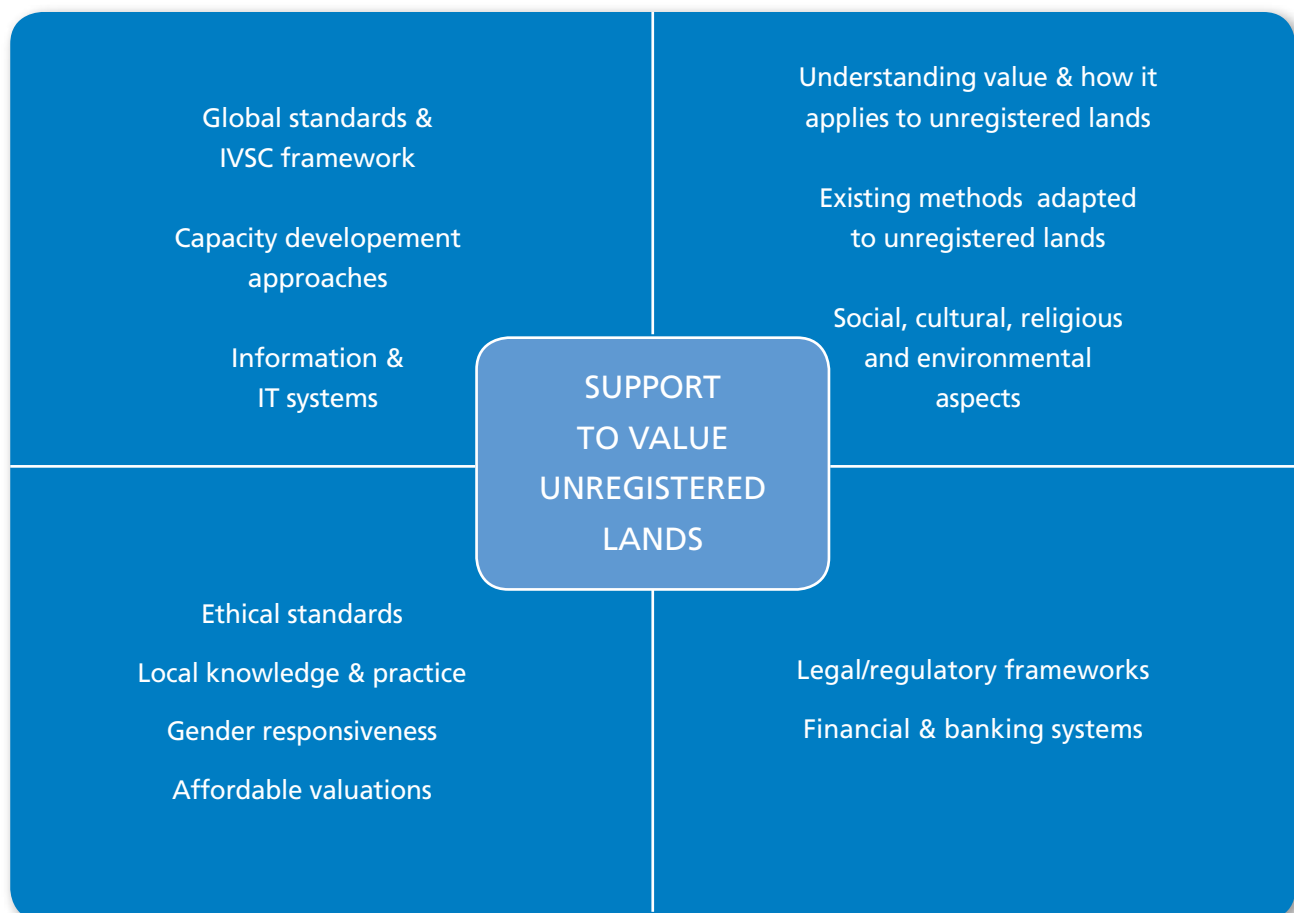 Global standards &
IVSC framework
Capacity developement
approaches
Information &
IT systems
Understanding value & how it
applies to unregistered lands
Existing methods adapted
to unregistered lands
Social, cultural, religious
and environmental
aspects
SUPPORT
TO VALUE
UNREGISTERED
LANDS
Ethical standards
Local knowledge & practice
Gender responsiveness
Affordable valuations
Legal/regulatory frameworks
Financial & banking systems